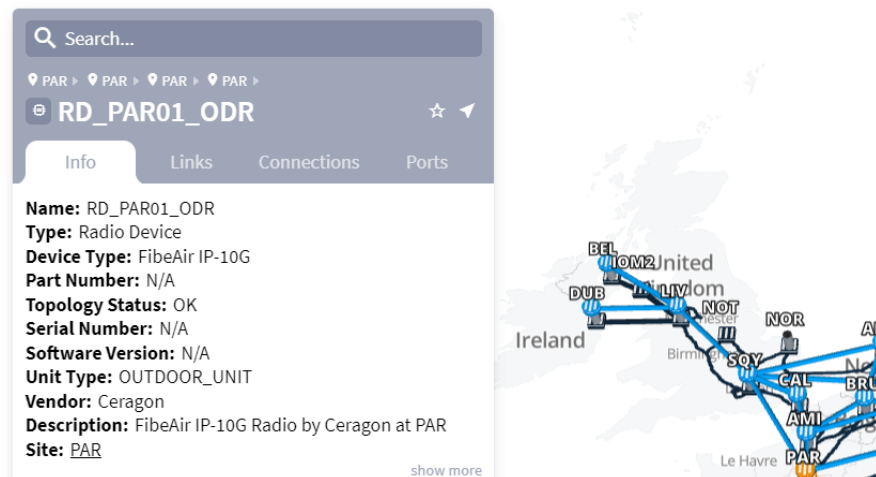 Search...
PAR PAR PAR PAR
RD_PAR01_ODR
Info Links Connections Ports
Name: RD_PAR01_ODR
Type: Radio Device
Device Type: FibeAir IP-10G
Part Number: N/A
Topology Status: OK
Serial Number: N/A
Software Version: N/A
Unit Type: OUTDOOR_UNIT
Vendor: Ceragon
Description: FibeAir IP-10G Radio by Ceragon at PAR
Site: PAR
show more
BEL
IOM2
United
DUB
LIV
NOT
NOR
Ireland
SQY
CAL
BRU
AMI
PAR
Le Havre